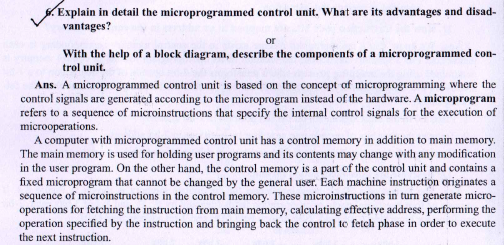 6. Explain in detail the microprogrammed control unit. What are its advantages and disad-
vantages?
or
With the help of a block diagram, describe the components of a microprogrammed con-
trol unit.
Ans. A microprogrammed control unit is based on the concept of microprogramming where the
control signals are generated according to the microprogram instead of the hardware. A microprogram
refers to a sequence of microinstructions that specify the internal control signals for the execution of
microoperations.
A computer with microprogrammed control unit has a control memory in addition to main memory.
The main memory is used for holding user programs and its contents may change with any modification
in the user program. On the other hand, the control memory is a part of the control unit and contains a
fixed microprogram that cannot be changed by the general user. Each machine instruction originates a
sequence of microinstructions in the control memory. These microinstructions in turn generate micro-
operations for fetching the instruction from main memory, calculating effective address, performing the
operation specified by the instruction and bringing back the control to fetch phase in order to execute
the next instruction.